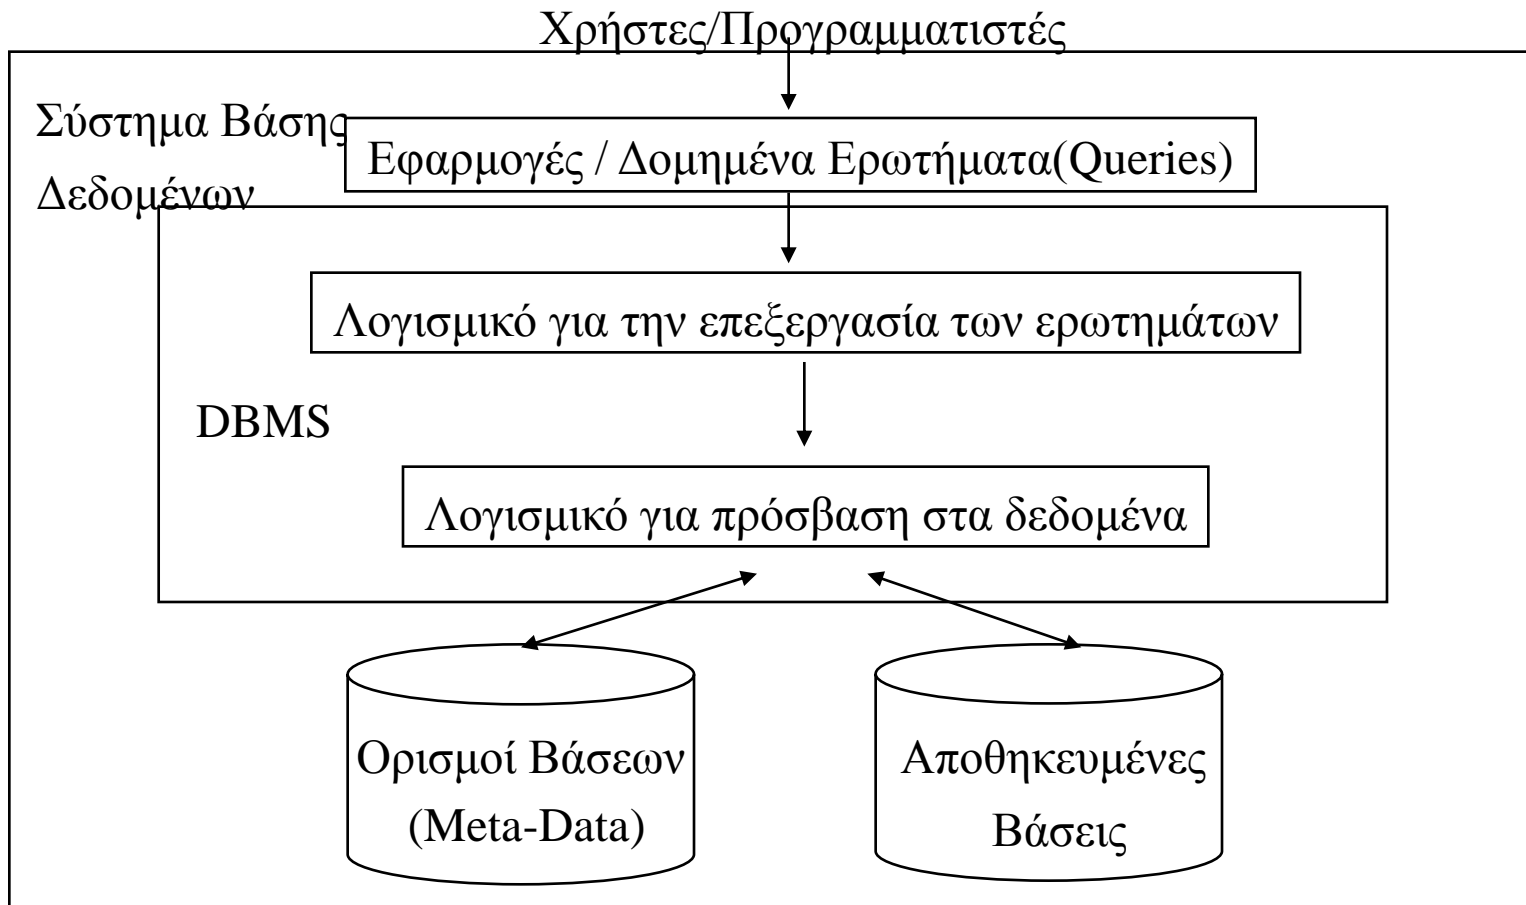 Χρήστες/Προγραμματιστές
Σύστημα Βάσης
Δεδομένων
Εφαρμογές / Δομημένα Ερωτήματα(Queries)
Λογισμικό για την επεξεργασία των ερωτημάτων
DBMS
Λογισμικό για πρόσβαση στα δεδομένα
Ορισμοί Βάσεων
(Meta-Data)
Αποθηκευμένες
Βάσεις